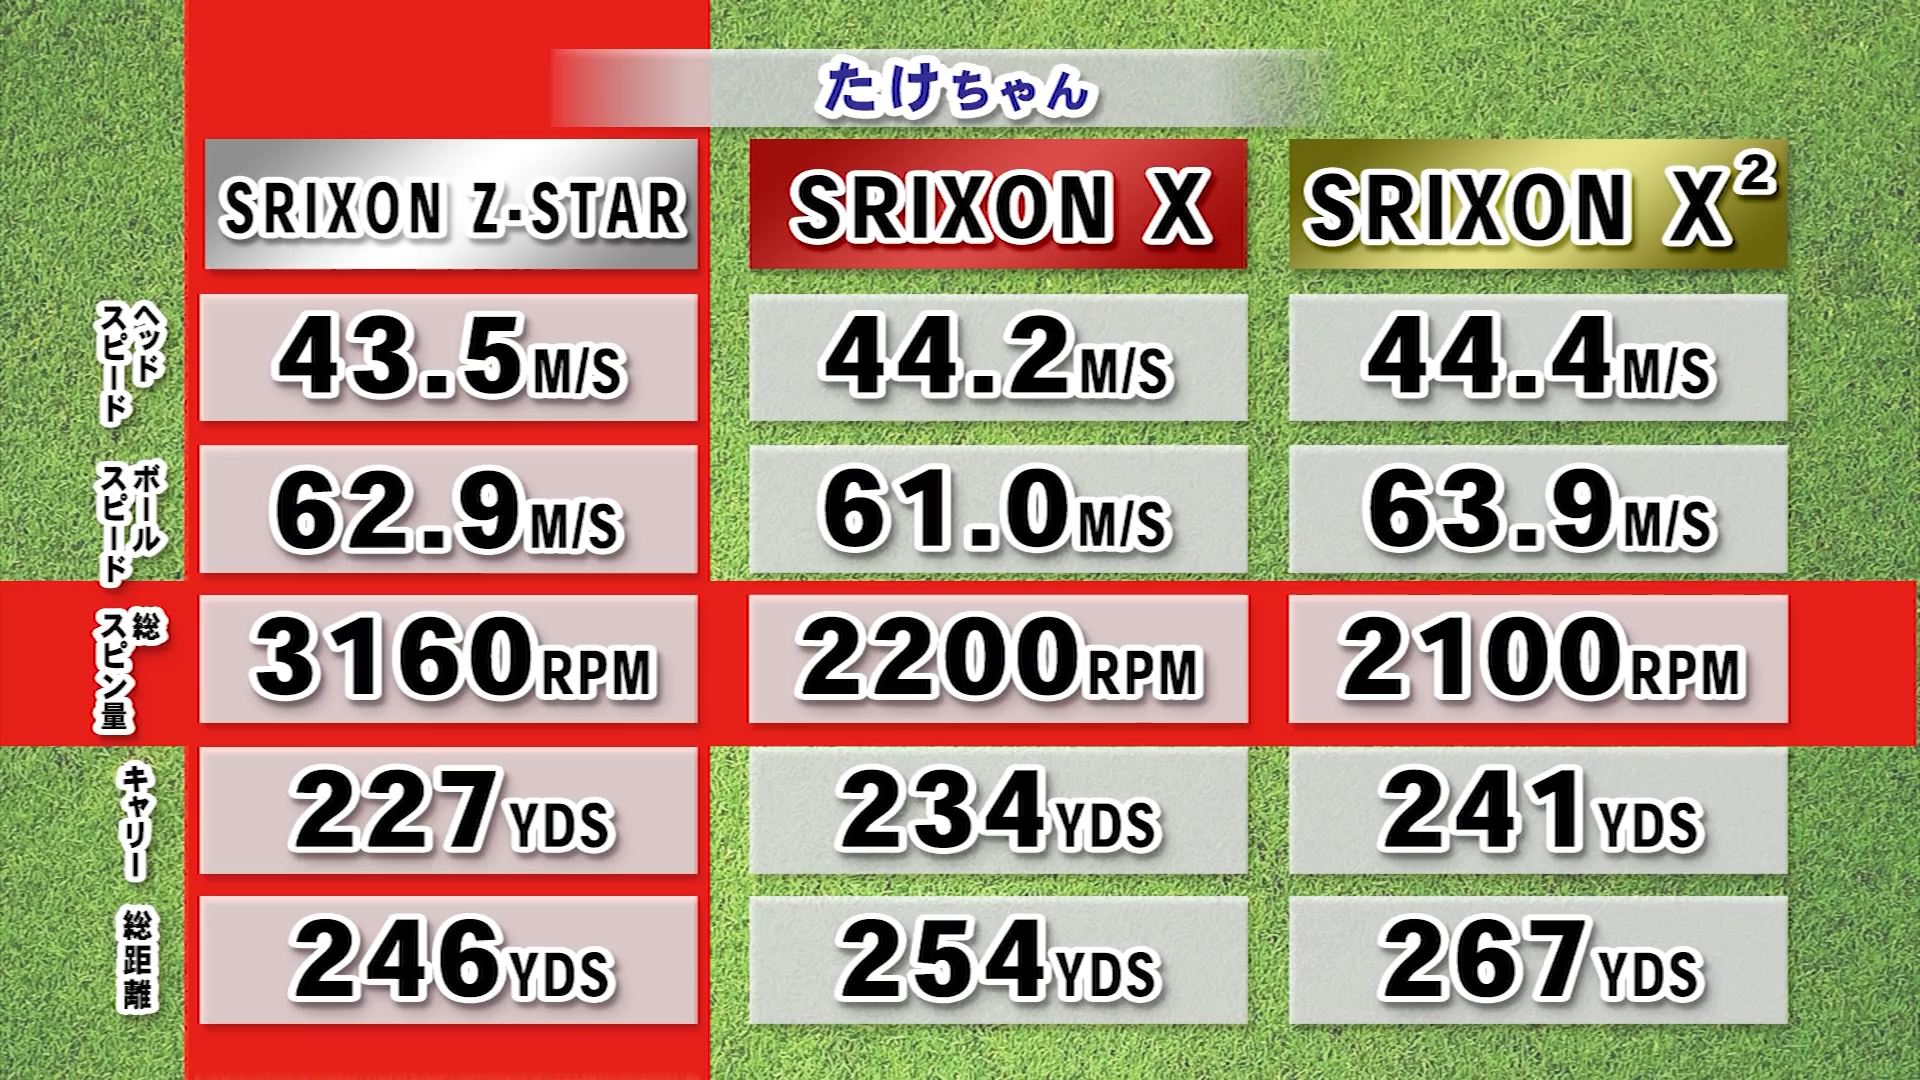 たけちゃん
SRIXON Z-STAR
SRIXON X
SRIXON X²
ヘッド
スピード
43.5M/S
44.2M/S
44.4M/S
ボール
スピード
62.9M/S
61.0M/S
63.9M/S
総
スピン量
3160RPM
2200RPM
2100RPM
キャリー
227YDS
234YDS
241YDS
総距離
246YDS
254YDS
267YDS